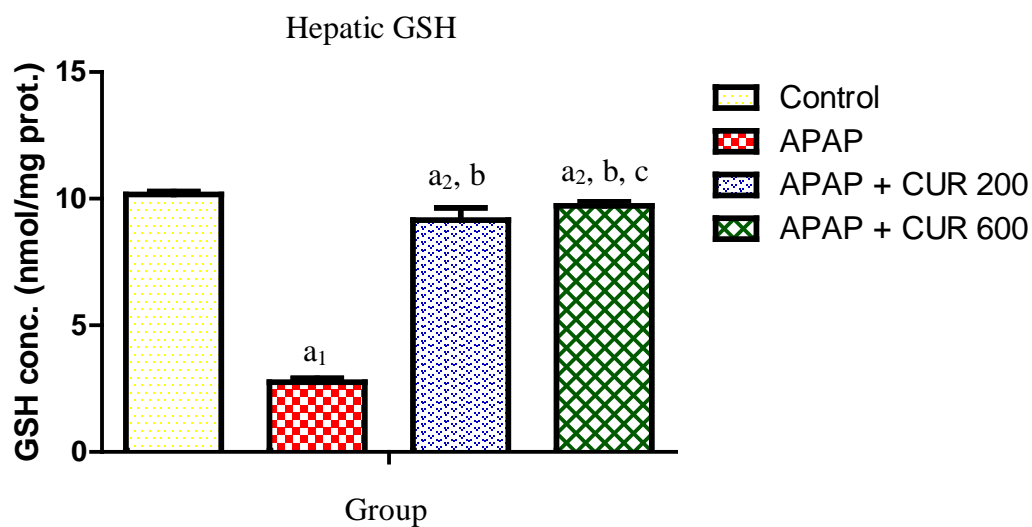 Hepatic GSH
GSH conc. (nmol/mg prot.)
15
10
5
0
a₁
a₂, b
a₂, b, c
Group
Control
APAP
APAP + CUR 200
APAP + CUR 600